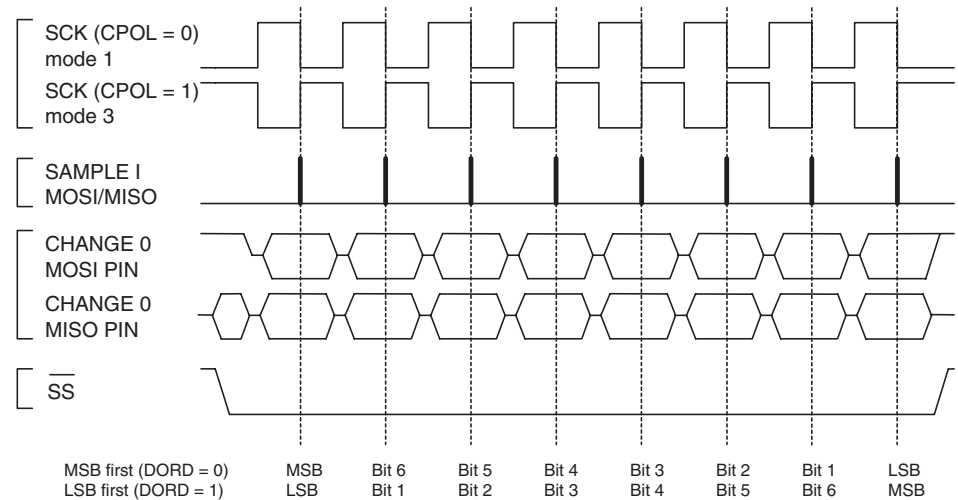 SCK (CPOL = 0)
mode 1
SCK (CPOL = 1)
mode 3
SAMPLE I
MOSI/MISO
CHANGE 0
MOSI PIN
CHANGE 0
MISO PIN
SS
MSB first (DORD = 0) MSB Bit 6 Bit 5 Bit 4 Bit 3 Bit 2 Bit 1 LSB
LSB first (DORD = 1) LSB Bit 1 Bit 2 Bit 3 Bit 4 Bit 5 Bit 6 MSB